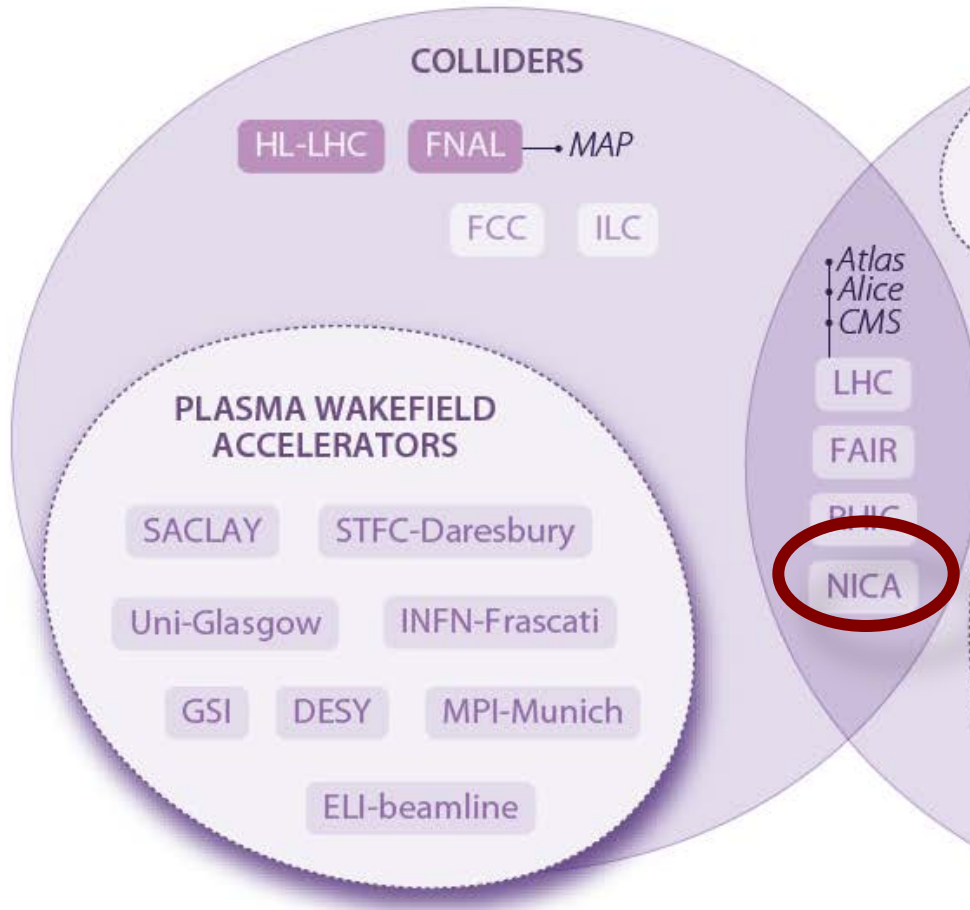 COLLIDERS
HL-LHC FNAL MAP
FCC ILC
Atlas
Alice
CMS
LHC
FAIR
RHIC
NICA
PLASMA WAKEFIELD
ACCELERATORS
SACLAY STFC-Daresbury
Uni-Glasgow INFN-Frascati
GSI DESY MPI-Munich
ELI-beamline